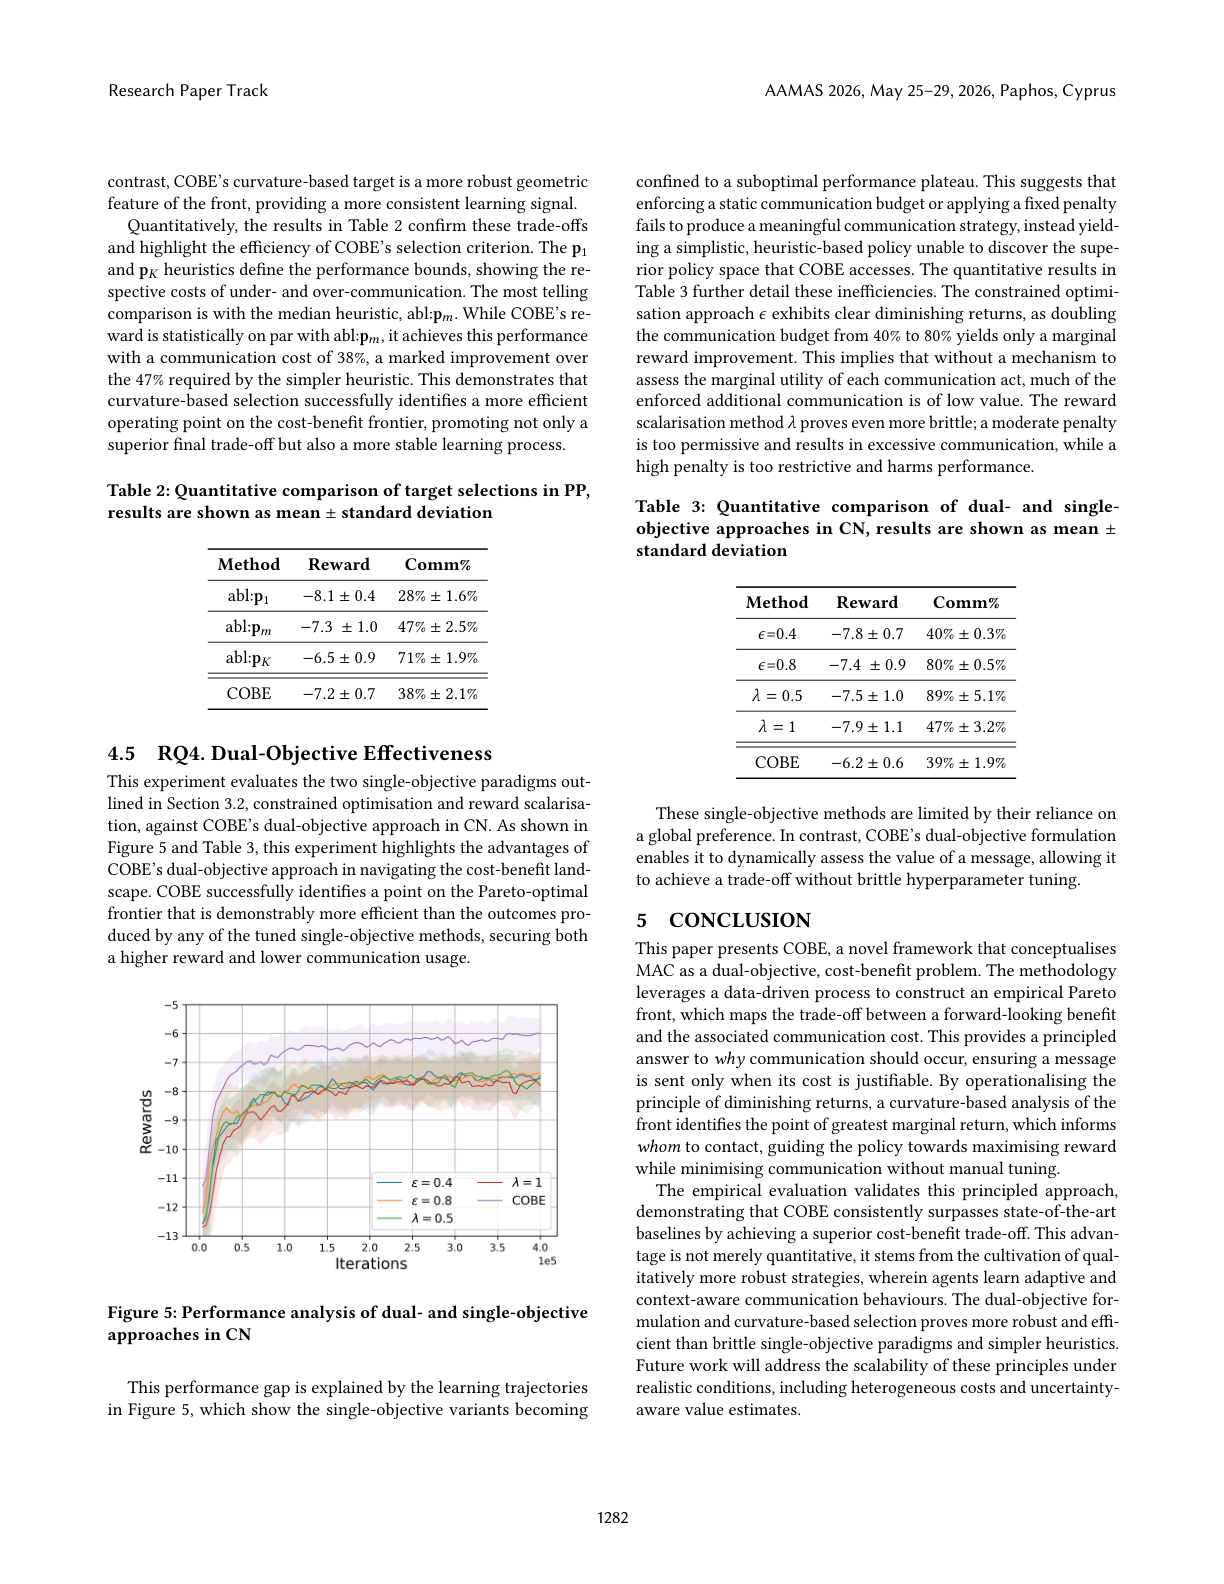 Research Paper Track
AAMAS 2026, May 25–29, 2026, Paphos, Cyprus
contrast, COBE's curvature-based target is a more robust geometric
feature of the front, providing a more consistent learning signal.
Quantitatively, the results in Table 2 confirm these trade-offs
and highlight the efficiency of COBE's selection criterion. The p1
and pK heuristics define the performance bounds, showing the re-
spective costs of under- and over-communication. The most telling
comparison is with the median heuristic, abl:pm. While COBE's re-
ward is statistically on par with abl:pm, it achieves this performance
with a communication cost of 38%, a marked improvement over
the 47% required by the simpler heuristic. This demonstrates that
curvature-based selection successfully identifies a more efficient
operating point on the cost-benefit frontier, promoting not only a
superior final trade-off but also a more stable learning process.
Table 2: Quantitative comparison of target selections in PP,
results are shown as mean ± standard deviation
Method Reward Comm%
abl:p1 −8.1 ± 0.4 28% ± 1.6%
abl:pm −7.3 ± 1.0 47% ± 2.5%
abl:pK −6.5 ± 0.9 71% ± 1.9%
COBE −7.2 ± 0.7 38% ± 2.1%
4.5 RQ4. Dual-Objective Effectiveness
This experiment evaluates the two single-objective paradigms out-
lined in Section 3.2, constrained optimisation and reward scalarisa-
tion, against COBE's dual-objective approach in CN. As shown in
Figure 5 and Table 3, this experiment highlights the advantages of
COBE's dual-objective approach in navigating the cost-benefit land-
scape. COBE successfully identifies a point on the Pareto-optimal
frontier that is demonstrably more efficient than the outcomes pro-
duced by any of the tuned single-objective methods, securing both
a higher reward and lower communication usage.
−5
−6
−7
−8
−9
−10
−11
−12
−13
Rewards
ε = 0.4 λ = 1
ε = 0.8 COBE
λ = 0.5
0.0 0.5 1.0 1.5 2.0 2.5 3.0 3.5 4.0
1e5
Iterations
Figure 5: Performance analysis of dual- and single-objective
approaches in CN
This performance gap is explained by the learning trajectories
in Figure 5, which show the single-objective variants becoming
confined to a suboptimal performance plateau. This suggests that
enforcing a static communication budget or applying a fixed penalty
fails to produce a meaningful communication strategy, instead yield-
ing a simplistic, heuristic-based policy unable to discover the supe-
rior policy space that COBE accesses. The quantitative results in
Table 3 further detail these inefficiencies. The constrained optimi-
sation approach ϵ exhibits clear diminishing returns, as doubling
the communication budget from 40% to 80% yields only a marginal
reward improvement. This implies that without a mechanism to
assess the marginal utility of each communication act, much of the
enforced additional communication is of low value. The reward
scalarisation method λ proves even more brittle; a moderate penalty
is too permissive and results in excessive communication, while a
high penalty is too restrictive and harms performance.
Table 3: Quantitative comparison of dual- and single-
objective approaches in CN, results are shown as mean ±
standard deviation
Method Reward Comm%
ϵ=0.4 −7.8 ± 0.7 40% ± 0.3%
ϵ=0.8 −7.4 ± 0.9 80% ± 0.5%
λ = 0.5 −7.5 ± 1.0 89% ± 5.1%
λ = 1 −7.9 ± 1.1 47% ± 3.2%
COBE −6.2 ± 0.6 39% ± 1.9%
These single-objective methods are limited by their reliance on
a global preference. In contrast, COBE's dual-objective formulation
enables it to dynamically assess the value of a message, allowing it
to achieve a trade-off without brittle hyperparameter tuning.
5 CONCLUSION
This paper presents COBE, a novel framework that conceptualises
MAC as a dual-objective, cost-benefit problem. The methodology
leverages a data-driven process to construct an empirical Pareto
front, which maps the trade-off between a forward-looking benefit
and the associated communication cost. This provides a principled
answer to why communication should occur, ensuring a message
is sent only when its cost is justifiable. By operationalising the
principle of diminishing returns, a curvature-based analysis of the
front identifies the point of greatest marginal return, which informs
whom to contact, guiding the policy towards maximising reward
while minimising communication without manual tuning.
The empirical evaluation validates this principled approach,
demonstrating that COBE consistently surpasses state-of-the-art
baselines by achieving a superior cost-benefit trade-off. This advan-
tage is not merely quantitative, it stems from the cultivation of qual-
itatively more robust strategies, wherein agents learn adaptive and
context-aware communication behaviours. The dual-objective for-
mulation and curvature-based selection proves more robust and effi-
cient than brittle single-objective paradigms and simpler heuristics.
Future work will address the scalability of these principles under
realistic conditions, including heterogeneous costs and uncertainty-
aware value estimates.
1282